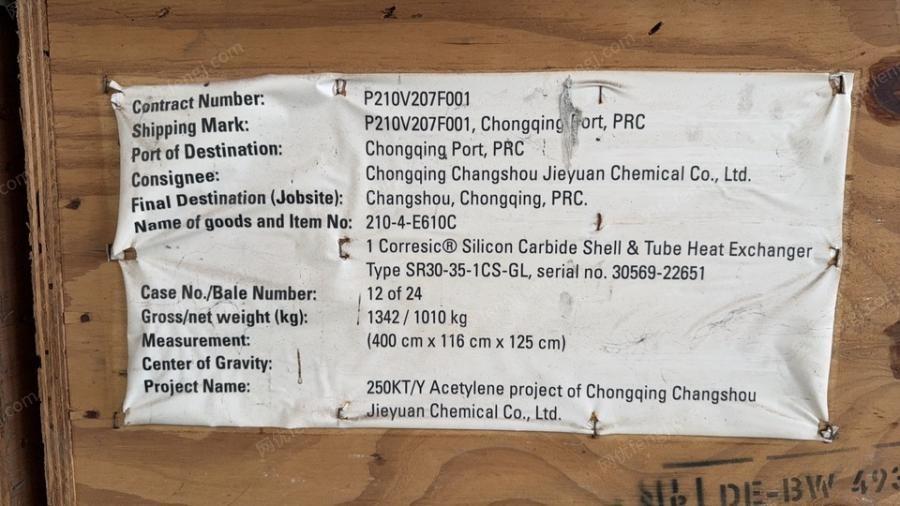 Contract Number: P210V207F001
Shipping Mark: P210V207F001, Chongqing Port, PRC
Port of Destination: Chongqing Port, PRC
Consignee: Chongqing Changshou Jieyuan Chemical Co., Ltd.
Final Destination (Jobsite): Changshou, Chongqing, PRC.
Name of goods and Item No: 210-4-E610C
1 Corresic® Silicon Carbide Shell & Tube Heat Exchanger
Type SR30-35-1CS-GL, serial no. 30569-22651
Case No./Bale Number: 12 of 24
Gross/net weight (kg): 1342 / 1010 kg
Measurement: (400 cm x 116 cm x 125 cm)
Center of Gravity:
Project Name: 250KT/Y Acetylene project of Chongqing Changshou
Jieyuan Chemical Co., Ltd.
DE-BW 493